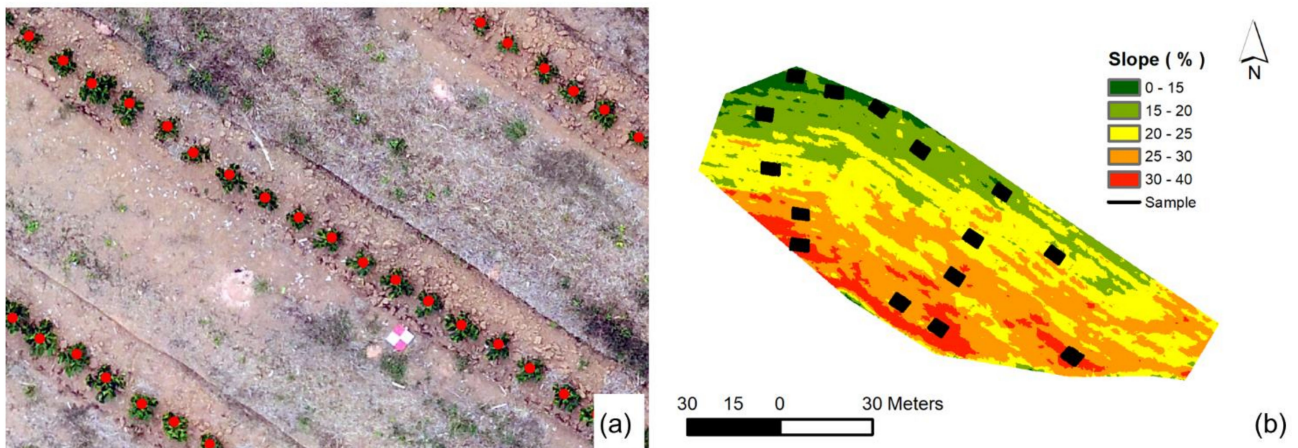 (a)
Slope ( % )
0 - 15
15 - 20
20 - 25
25 - 30
30 - 40
Sample
N
30 15 0 30 Meters
(b)